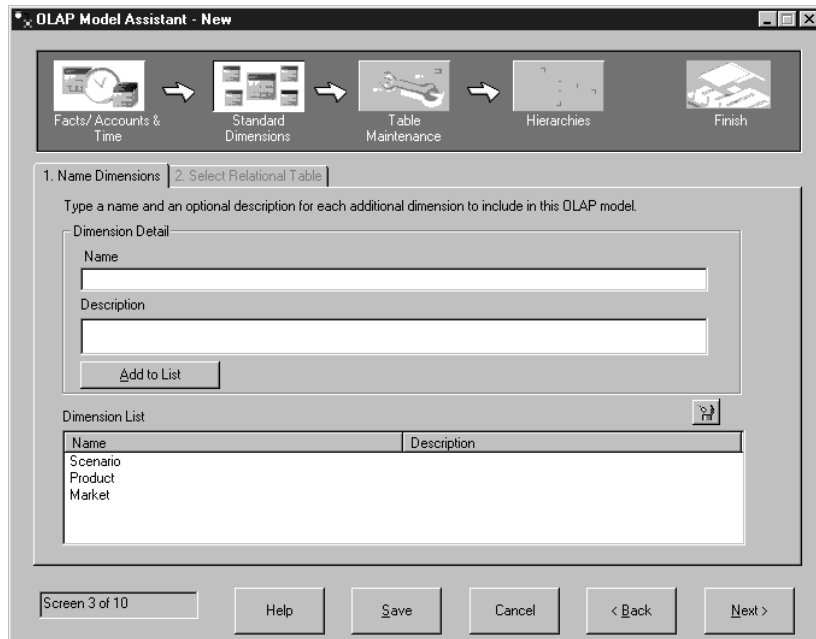 OLAP Model Assistant - New
Facts/Accounts & Time
Standard Dimensions
Table Maintenance
Hierarchies
Finish
1. Name Dimensions
2. Select Relational Table
Type a name and an optional description for each additional dimension to include in this OLAP model.
Dimension Detail
Name
Description
Add to List
Dimension List
Name Description
Scenario
Product
Market
Screen 3 of 10
Help
Save
Cancel
< Back
Next >